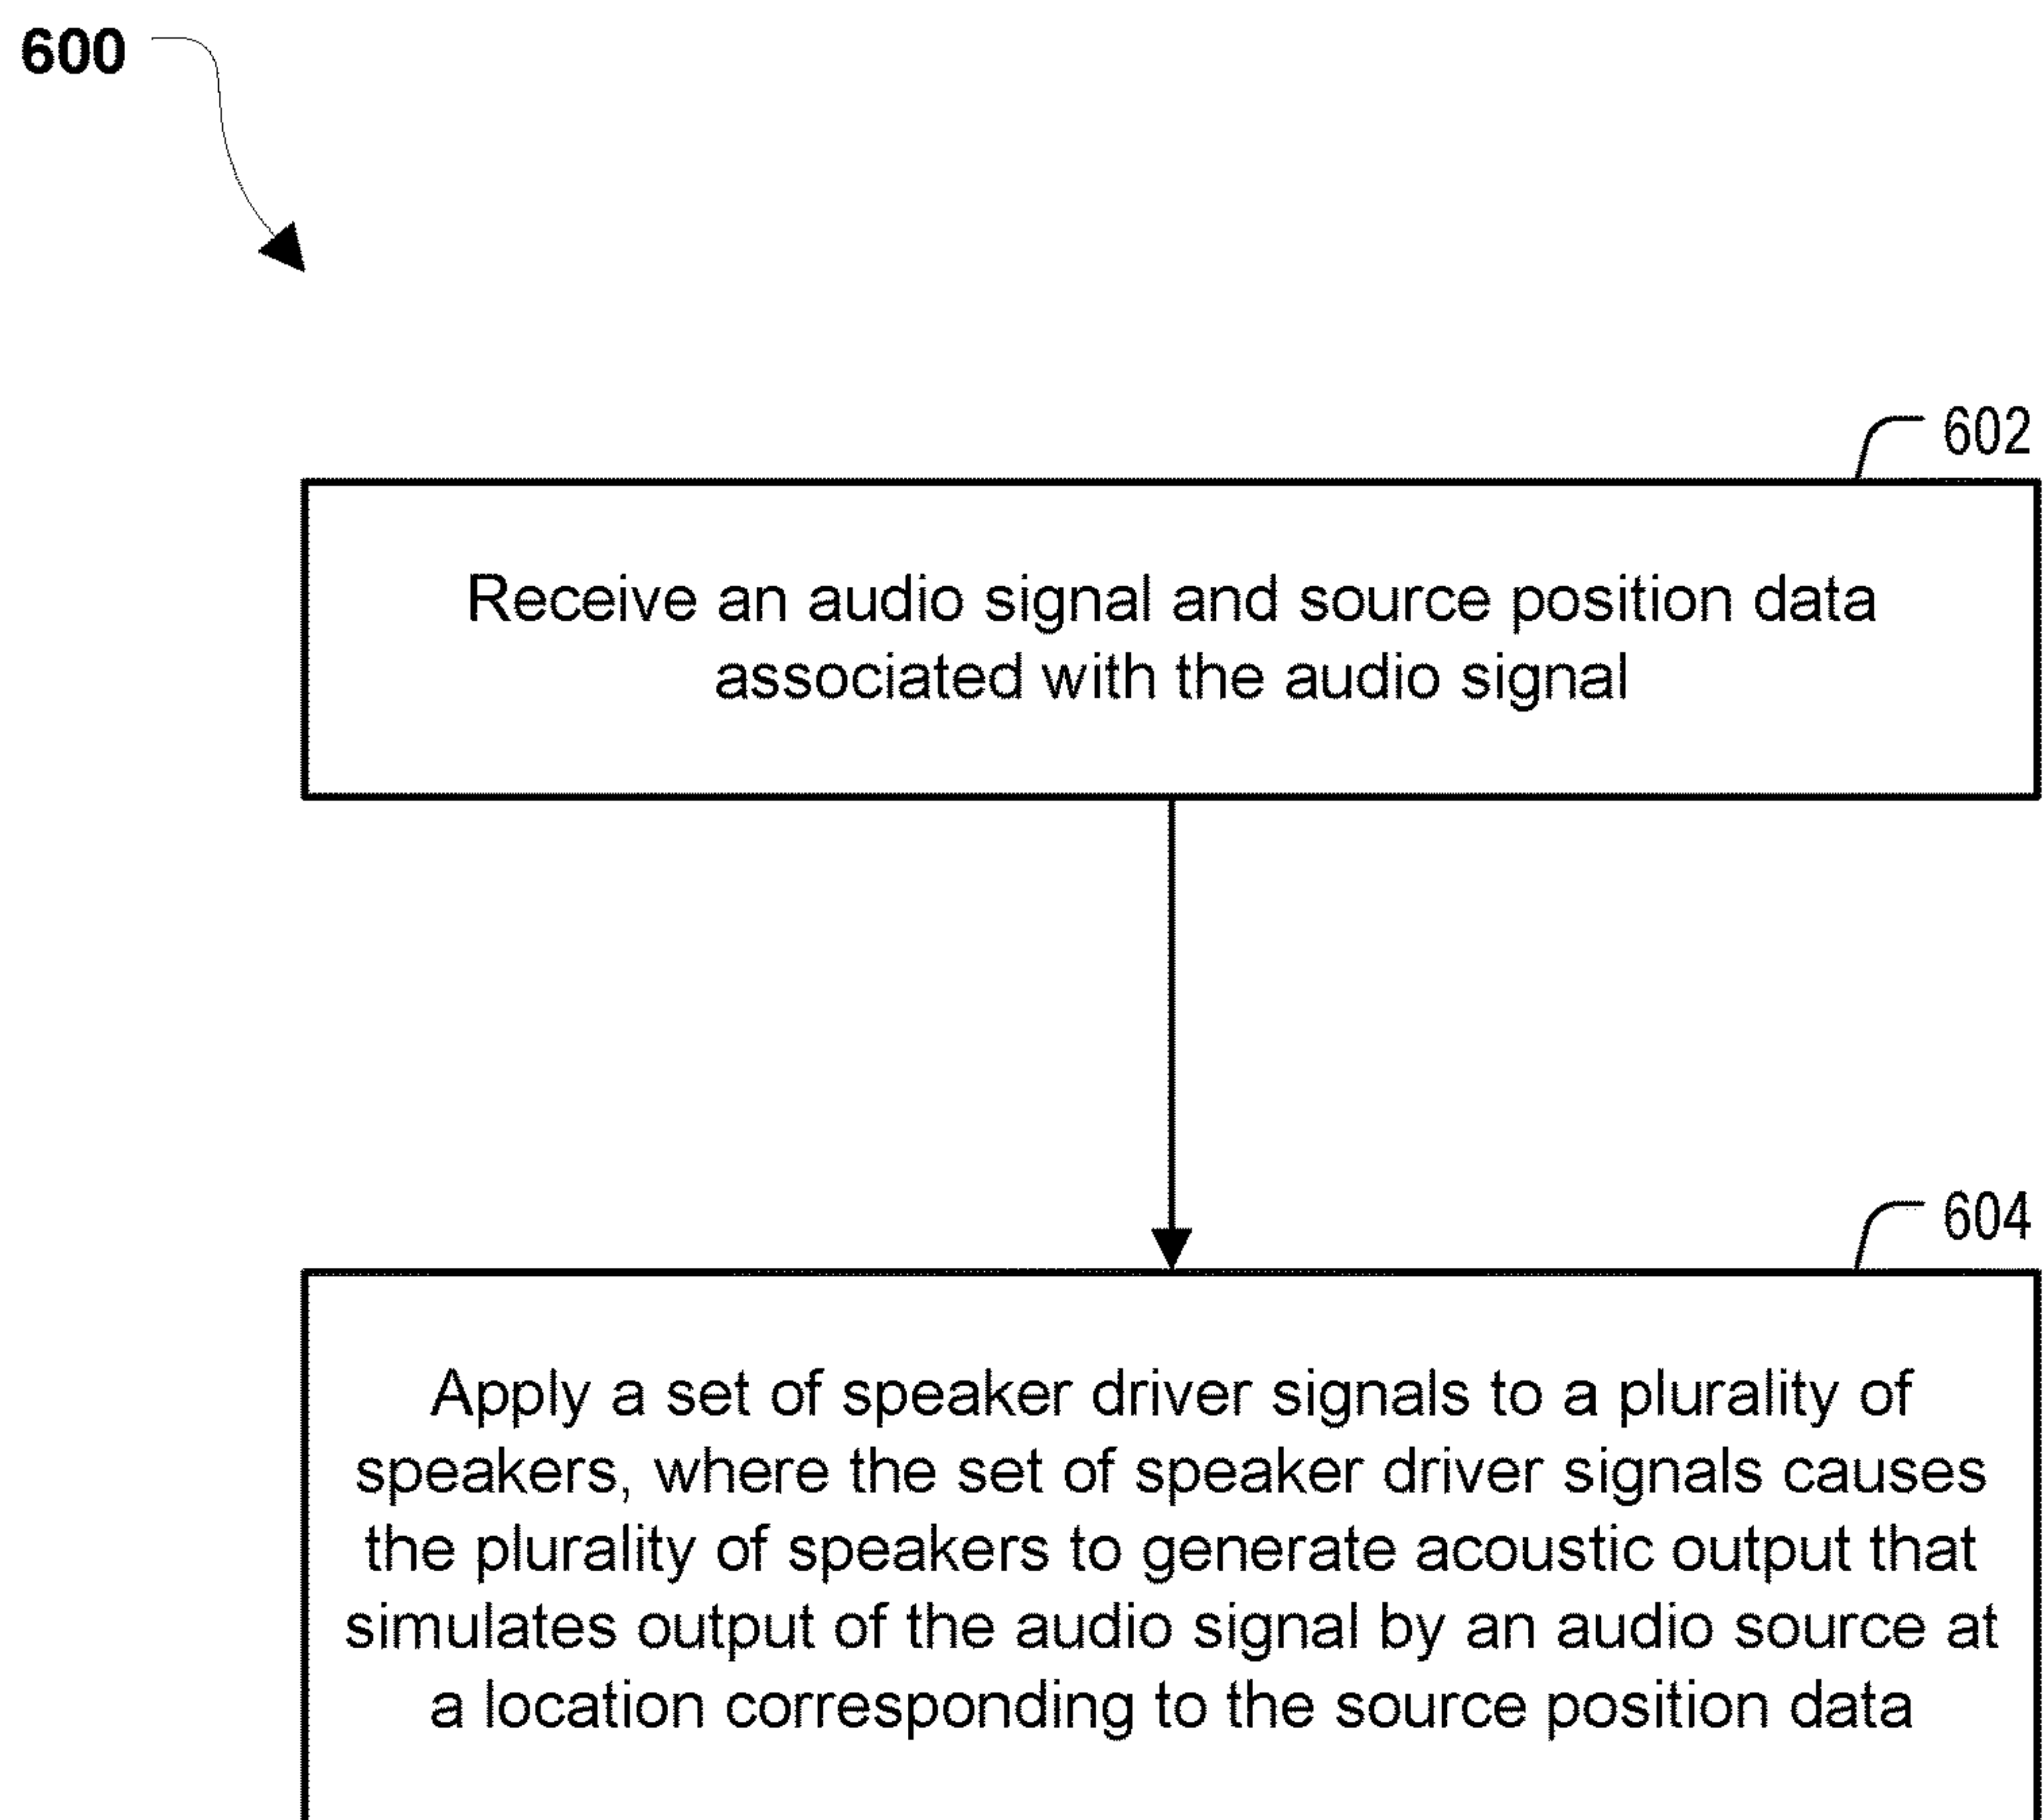 600
602
Receive an audio signal and source position data
associated with the audio signal
604
Apply a set of speaker driver signals to a plurality of
speakers, where the set of speaker driver signals causes
the plurality of speakers to generate acoustic output that
simulates output of the audio signal by an audio source at
a location corresponding to the source position data